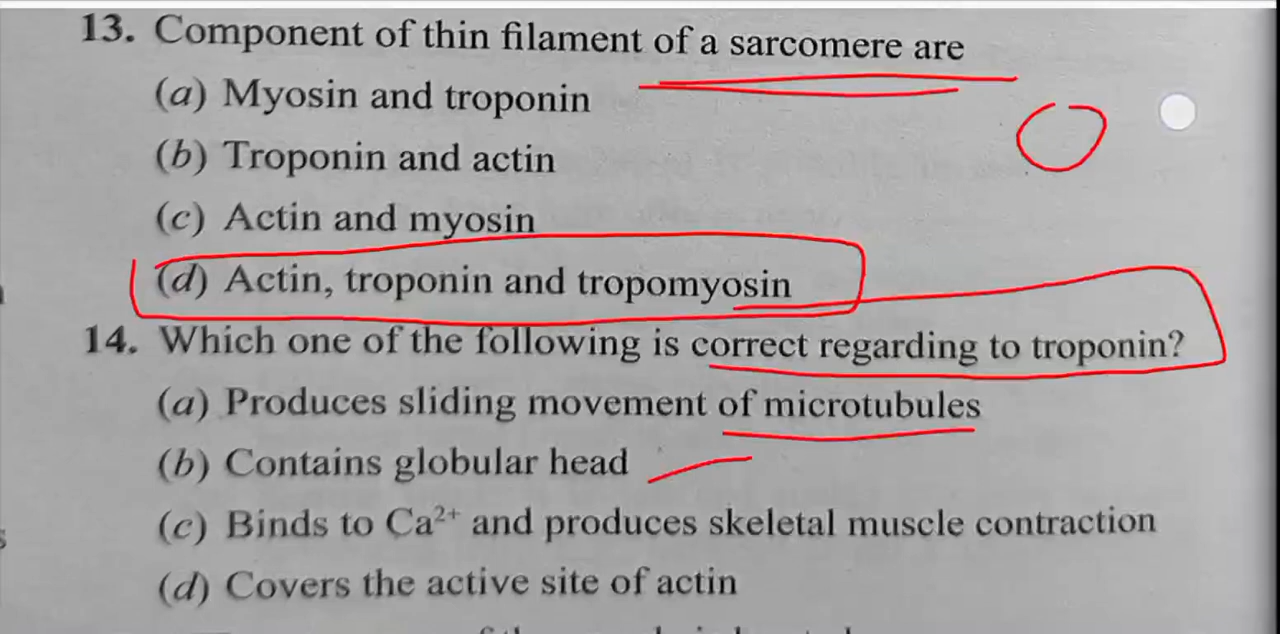 13. Component of thin filament of a sarcomere are
(a) Myosin and troponin
(b) Troponin and actin
(c) Actin and myosin
(d) Actin, troponin and tropomyosin
14. Which one of the following is correct regarding to troponin?
(a) Produces sliding movement of microtubules
(b) Contains globular head
(c) Binds to Ca²⁺ and produces skeletal muscle contraction
(d) Covers the active site of actin